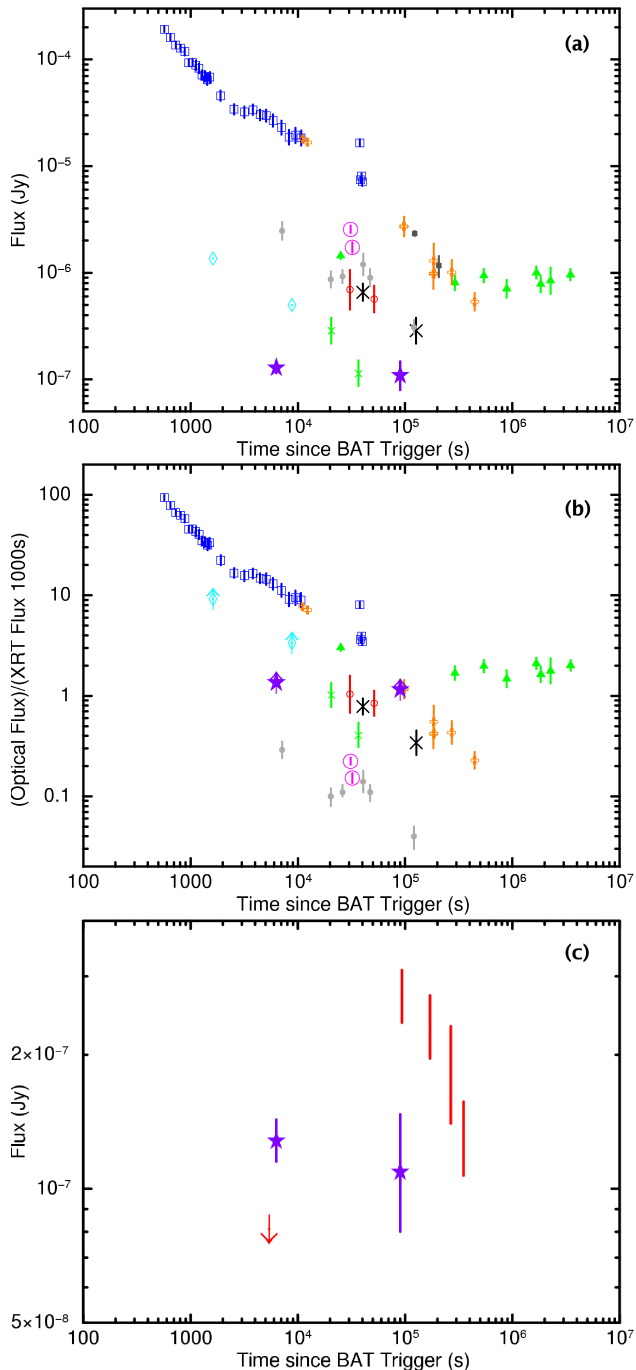 (a)
10⁻⁴
10⁻⁵
10⁻⁶
10⁻⁷
Flux (Jy)
100 1000 10⁴ 10⁵ 10⁶ 10⁷
Time since BAT Trigger (s)
(b)
100
10
1
0.1
(Optical Flux)/(XRT Flux 1000s)
100 1000 10⁴ 10⁵ 10⁶ 10⁷
Time since BAT Trigger (s)
(c)
2×10⁻⁷
10⁻⁷
5×10⁻⁸
Flux (Jy)
100 1000 10⁴ 10⁵ 10⁶ 10⁷
Time since BAT Trigger (s)